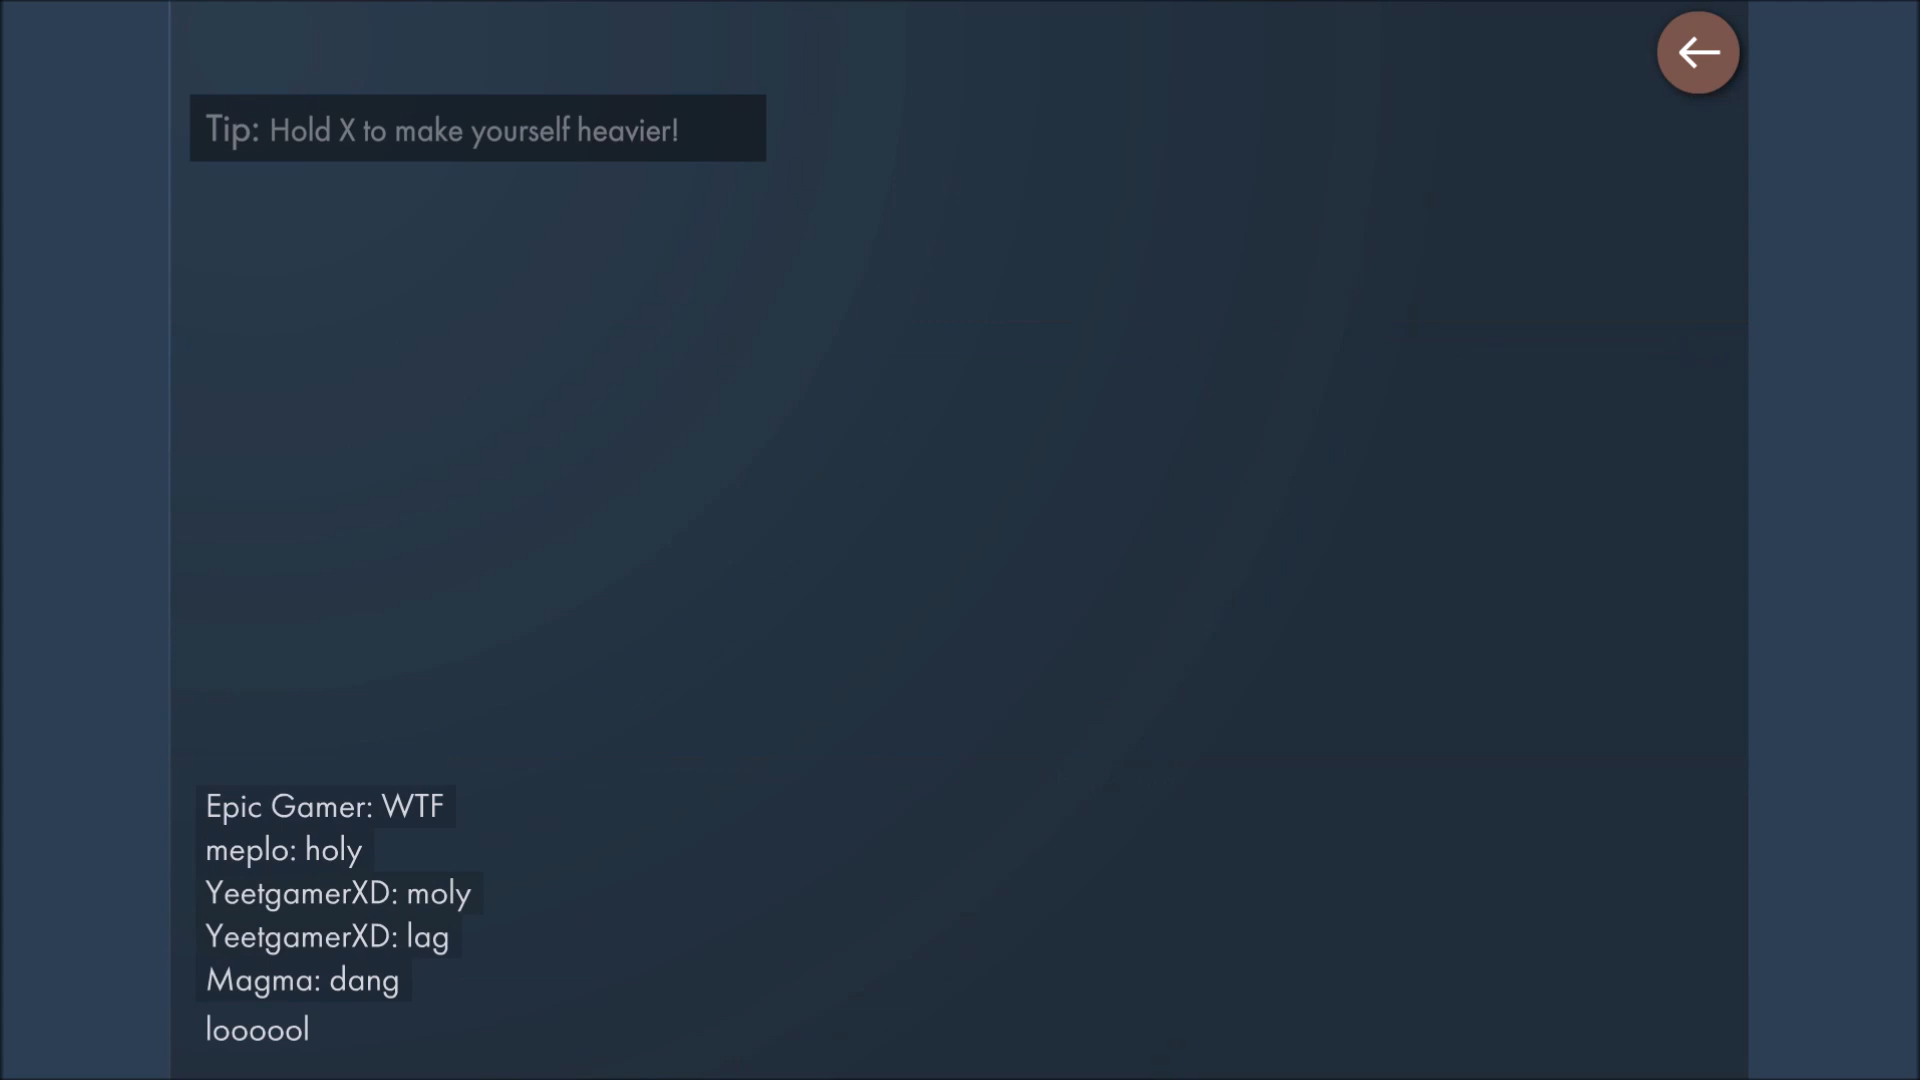 Tip: Hold X to make yourself heavier!
Epic Gamer: WTF
meplo: holy
YeetgamerXD: moly
YeetgamerXD: lag
Magma: dang
loooool